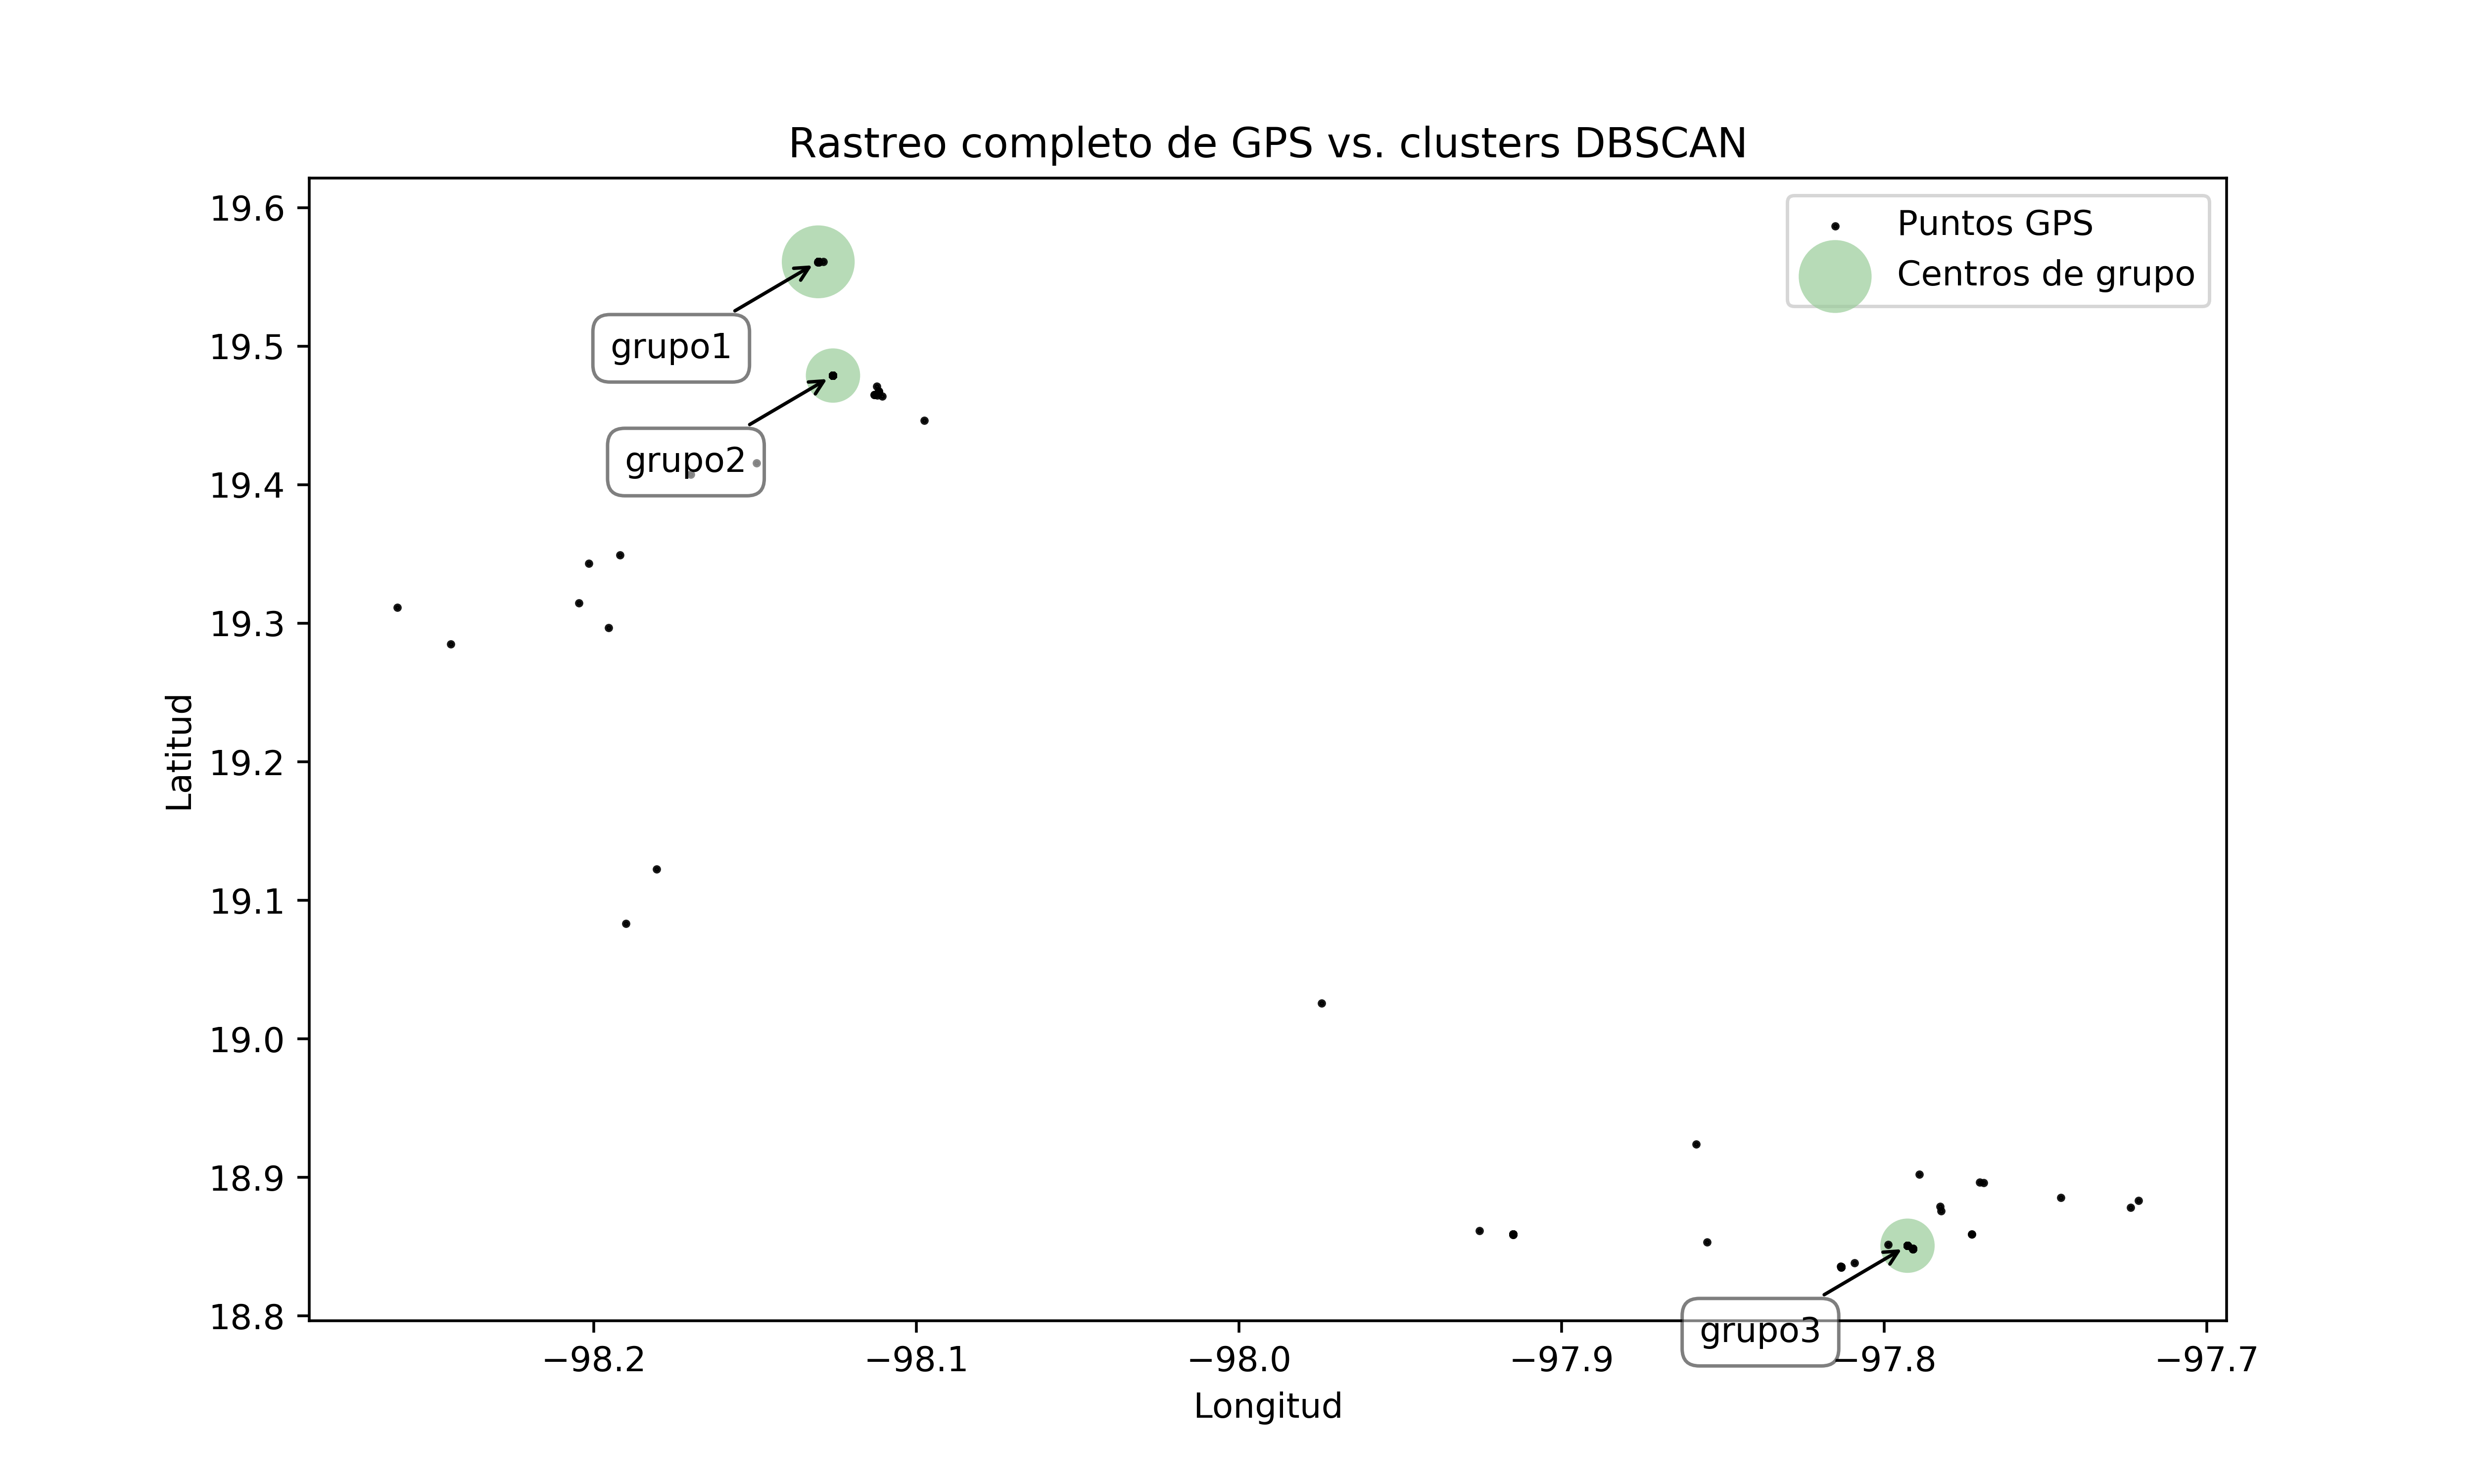 Rastreo completo de GPS vs. clusters DBSCAN
Puntos GPS
Centros de grupo
grupo1
grupo2
grupo3
Latitud
19.6
19.5
19.4
19.3
19.2
19.1
19.0
18.9
18.8
−98.2
−98.1
−98.0
−97.9
−97.8
−97.7
Longitud